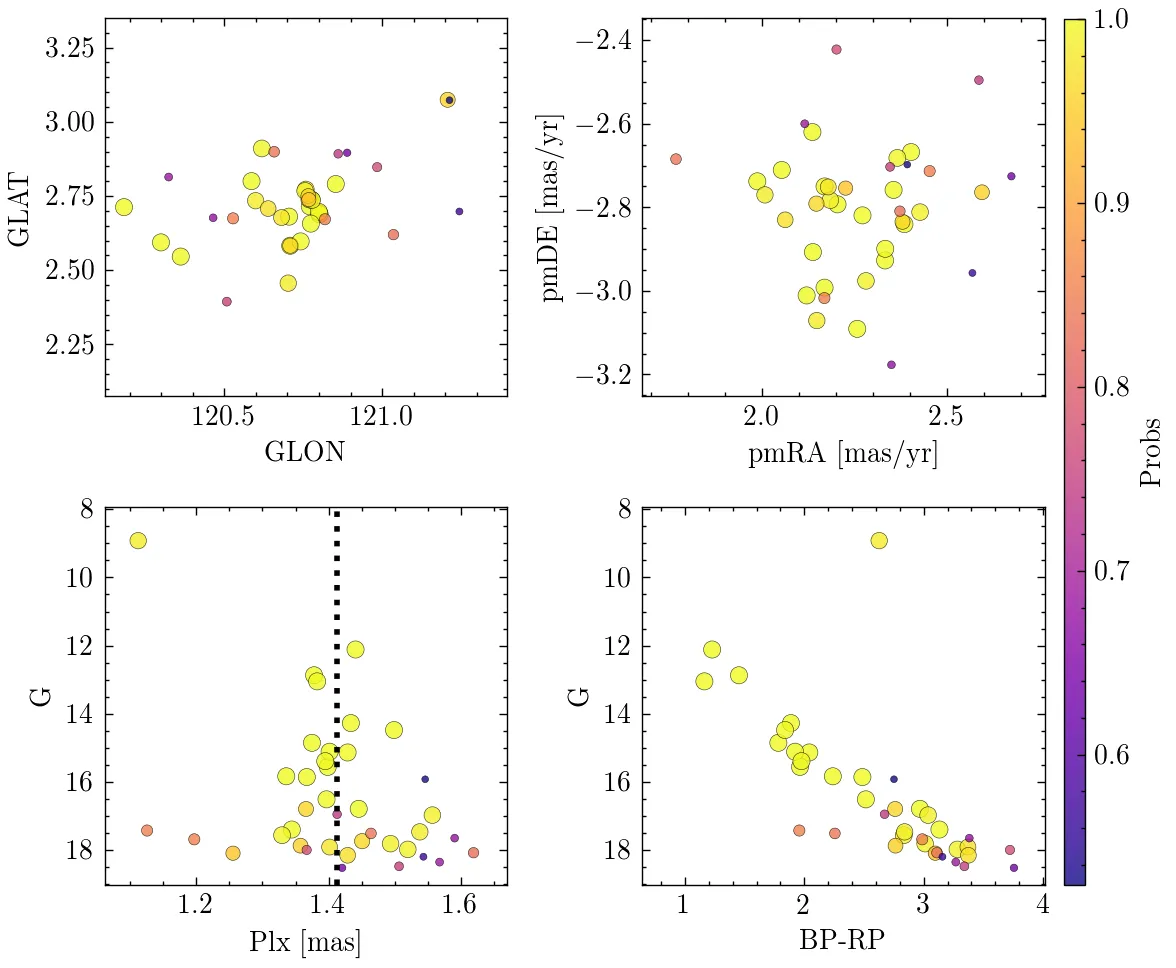 3.25
3.00
2.75
2.50
2.25
GLAT
120.5 121.0
GLON
−2.4
−2.6
−2.8
−3.0
−3.2
pmDE [mas/yr]
2.0 2.5
pmRA [mas/yr]
8
10
12
14
16
18
G
1.2 1.4 1.6
Plx [mas]
8
10
12
14
16
18
G
1 2 3 4
BP-RP
1.0
0.9
0.8
0.7
0.6
Probs